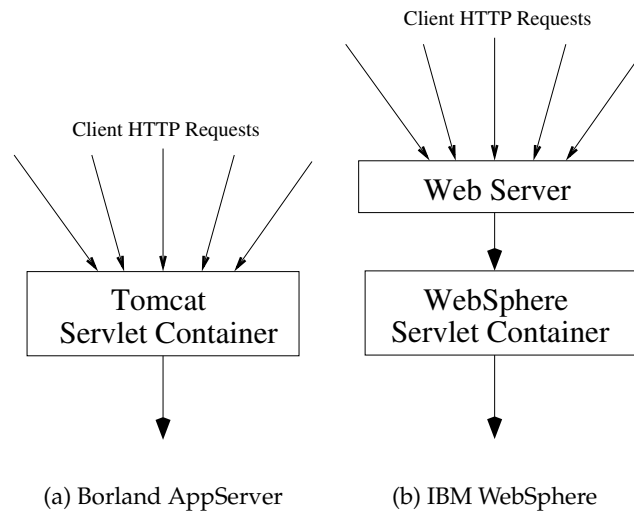 Client HTTP Requests
Tomcat
Servlet Container
(a) Borland AppServer
Client HTTP Requests
Web Server
WebSphere
Servlet Container
(b) IBM WebSphere